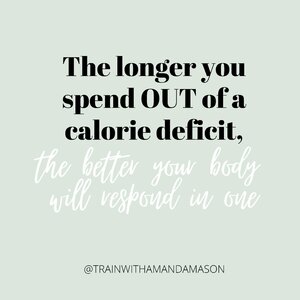 The longer you
spend OUT of a
calorie deficit,
the better your body
will respond in one
@TRAINWITHAMANDAMASON